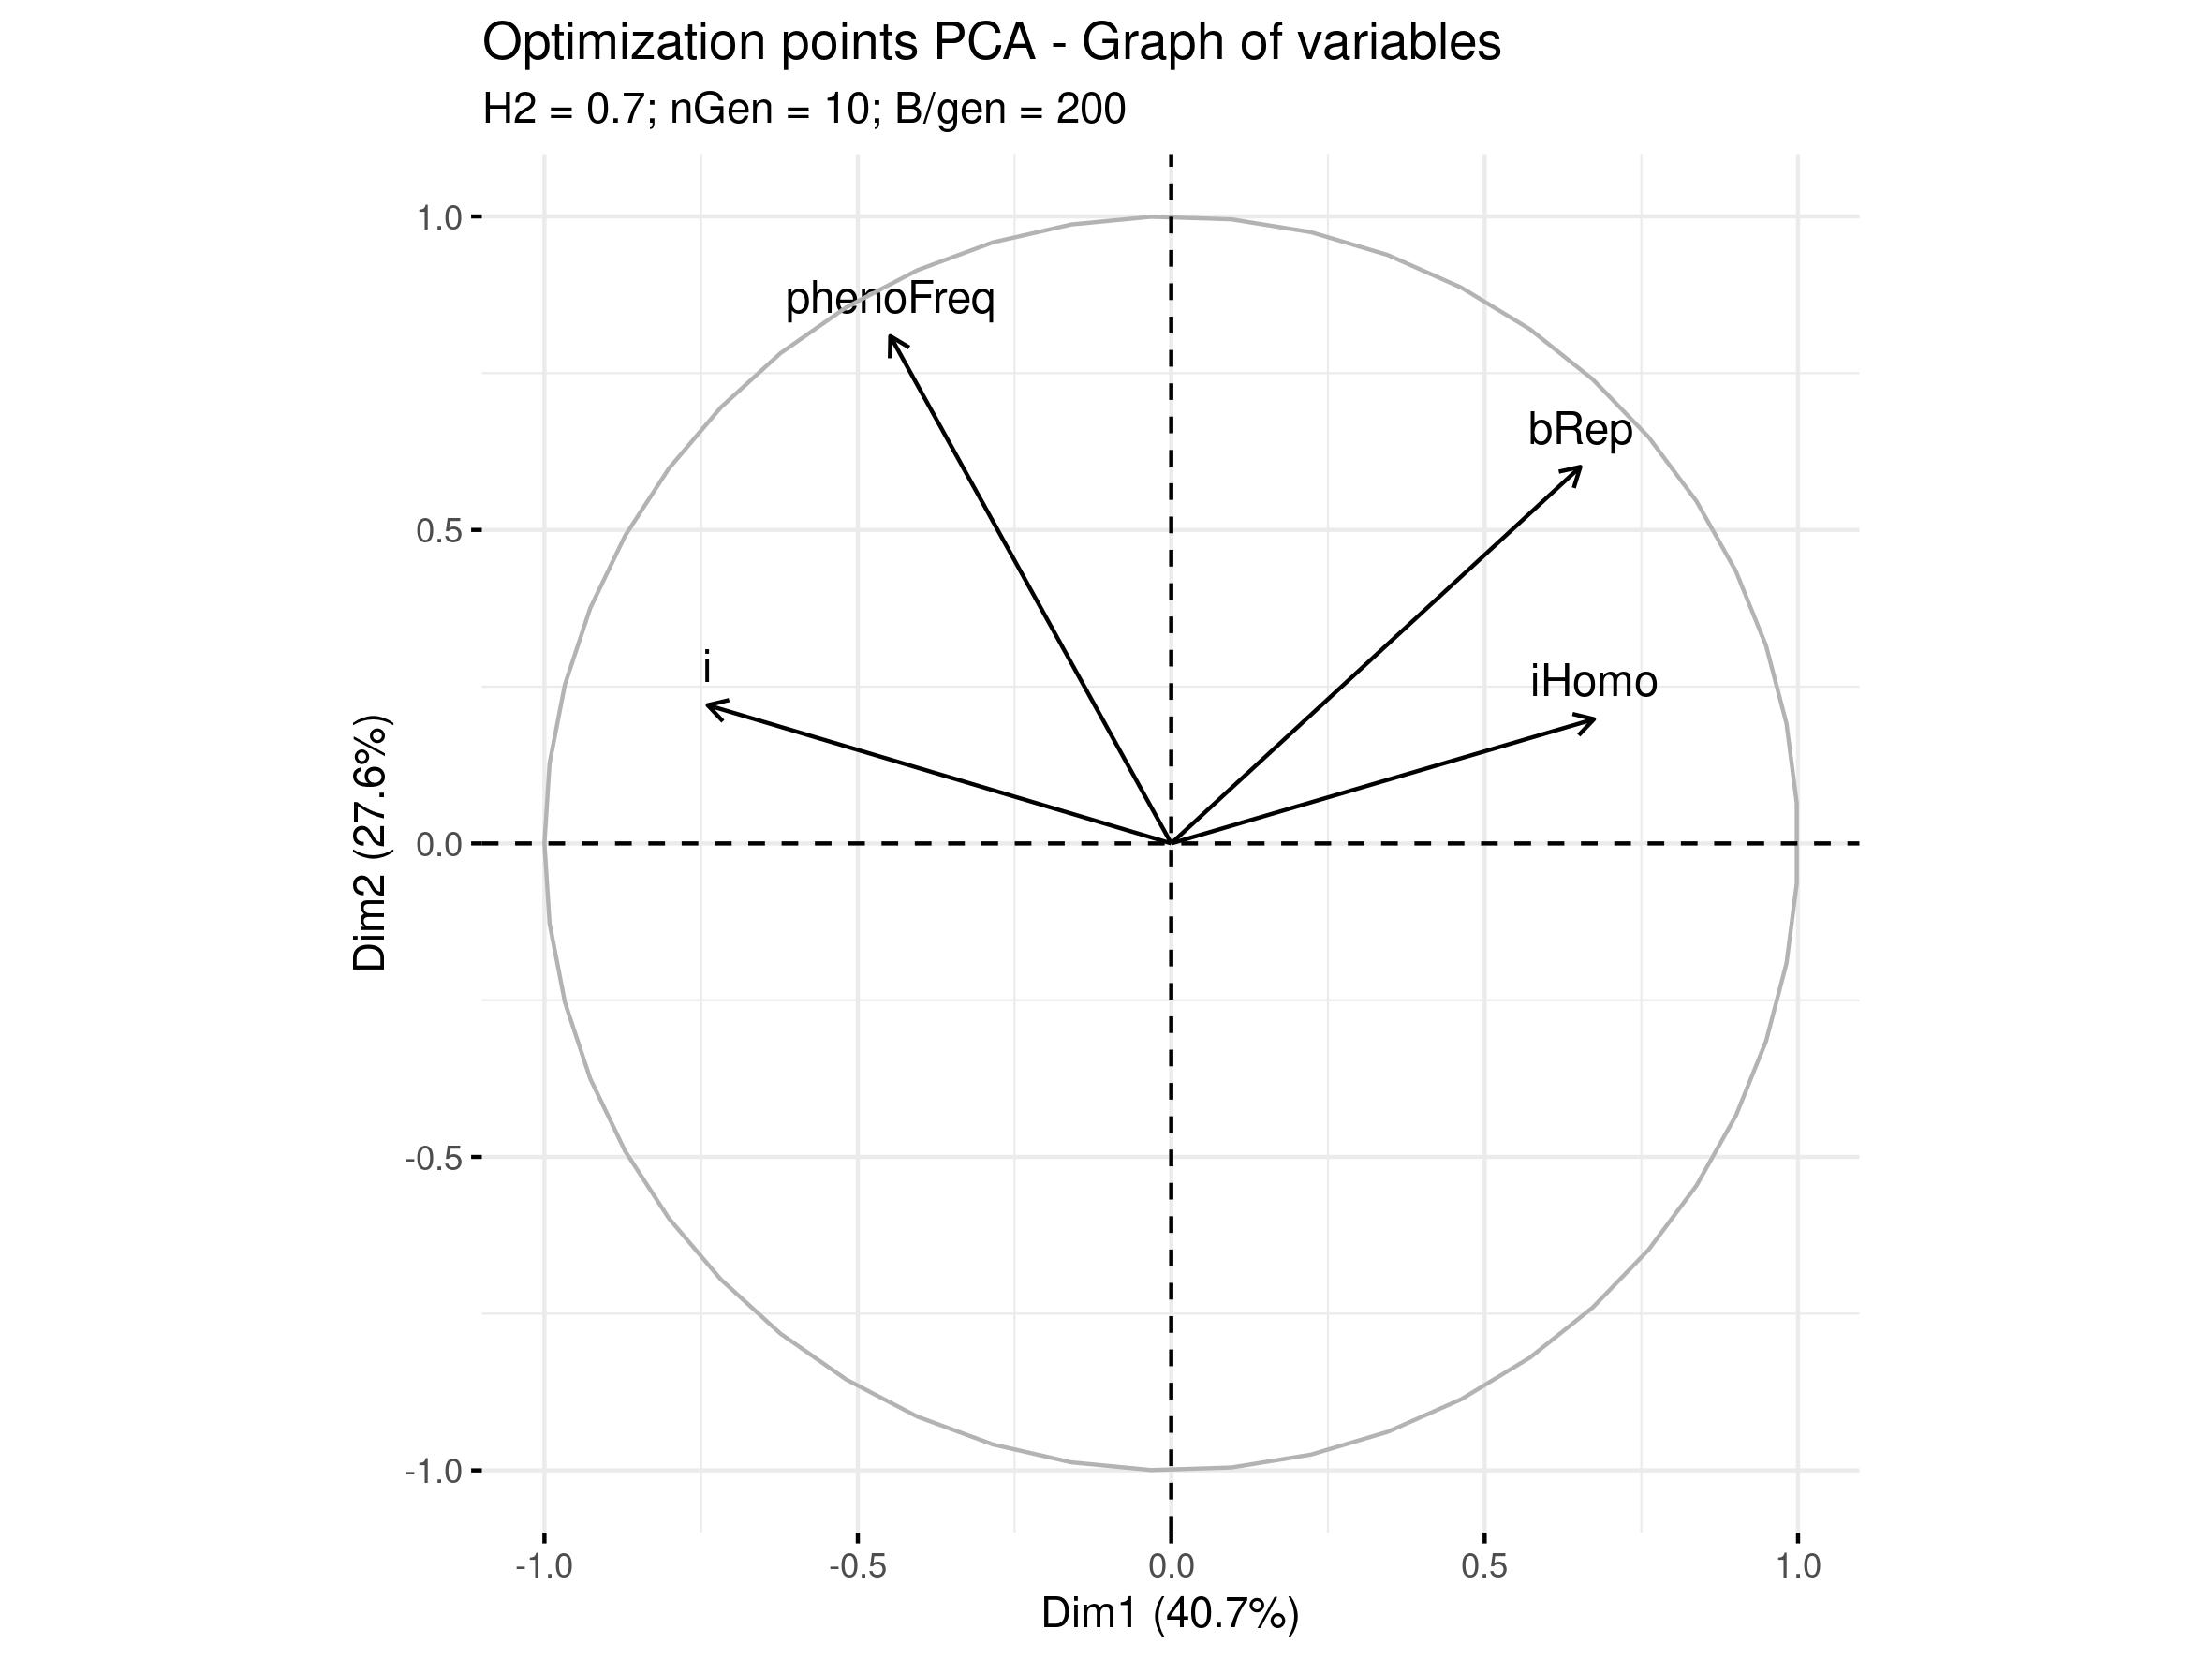 Optimization points PCA - Graph of variables
H2 = 0.7; nGen = 10; B/gen = 200
1.0
phenoFreq
bRep
0.5
i
iHomo
Dim2 (27.6%)
0.0
-0.5
-1.0
-1.0
-0.5
0.0
0.5
1.0
Dim1 (40.7%)